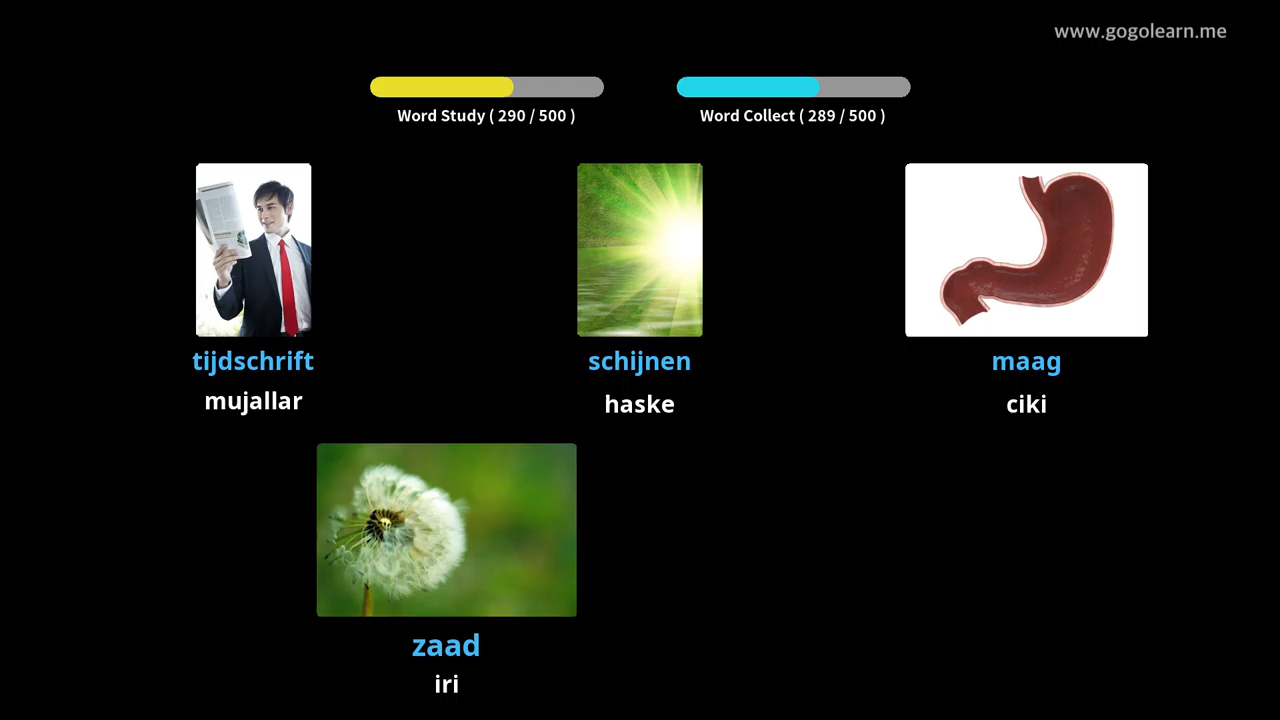 www.gogolearn.me
Word Study ( 290 / 500 )
Word Collect ( 289 / 500 )
tijdschrift
mujallar
schijnen
haske
maag
ciki
zaad
iri